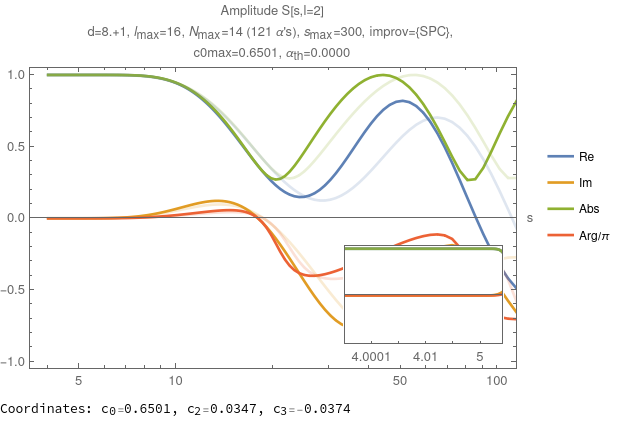 Amplitude S[s,l=2]
d=8.+1, lmax=16, Nmax=14 (121 α's), smax=300, improv={SPC},
c0max=0.6501, αth=0.0000
1.0
0.5
0.0
−0.5
−1.0
5
10
50
100
s
4.0001
4.01
5
Re
Im
Abs
Arg/π
Coordinates: c0=0.6501, c2=0.0347, c3=-0.0374